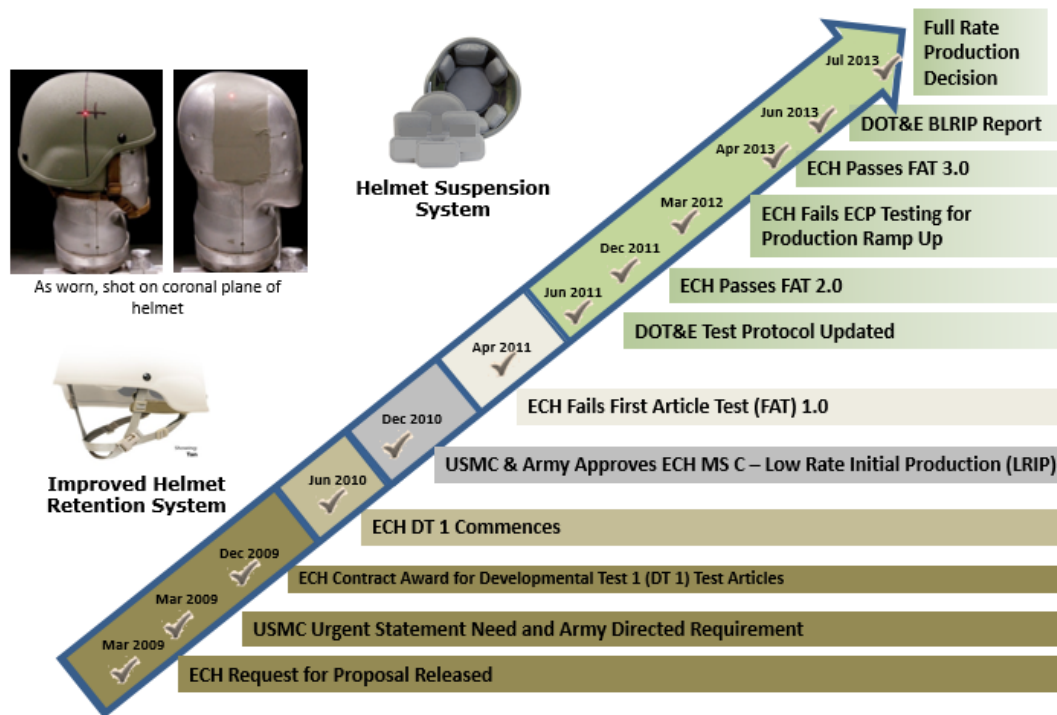 Full Rate
Production
Decision
Jul 2013
Jun 2013
DOT&E BLRIP Report
Apr 2013
ECH Passes FAT 3.0
Helmet Suspension
System
Mar 2012
ECH Fails ECP Testing for
Production Ramp Up
As worn, shot on coronal plane of
helmet
Dec 2011
ECH Passes FAT 2.0
Jun 2011
DOT&E Test Protocol Updated
Apr 2011
ECH Fails First Article Test (FAT) 1.0
Dec 2010
USMC & Army Approves ECH MS C – Low Rate Initial Production (LRIP)
Improved Helmet
Retention System
Jun 2010
ECH DT 1 Commences
Dec 2009
ECH Contract Award for Developmental Test 1 (DT 1) Test Articles
Mar 2009
USMC Urgent Statement Need and Army Directed Requirement
Mar 2009
ECH Request for Proposal Released